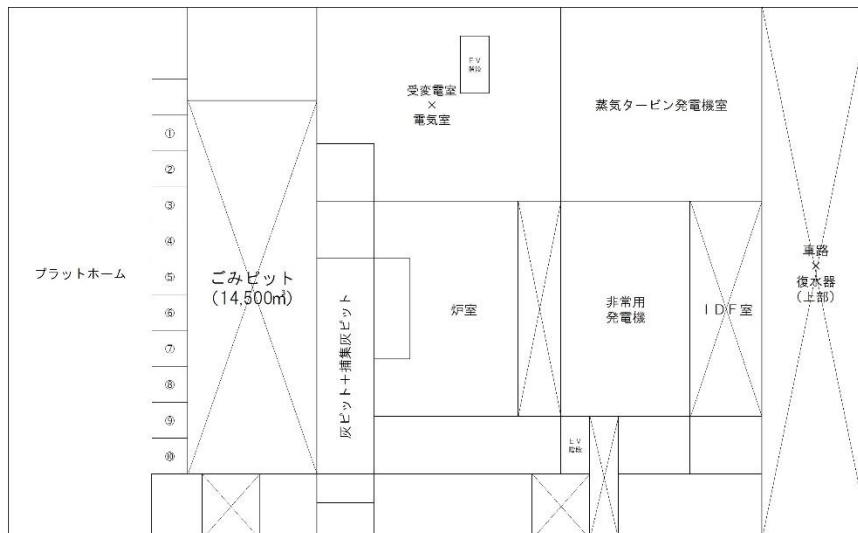 プラットホーム
①
②
③
④
⑤
⑥
⑦
⑧
⑨
⑩
ごみピット
(14,500㎥)
灰ピット＋捕集灰ピット
受変電室
×
電気室
ＥＶ
階段
蒸気タービン発電機室
炉室
非常用
発電機
ＩＤＦ室
ＥＶ
階段
車路
×
復水器
(上部)